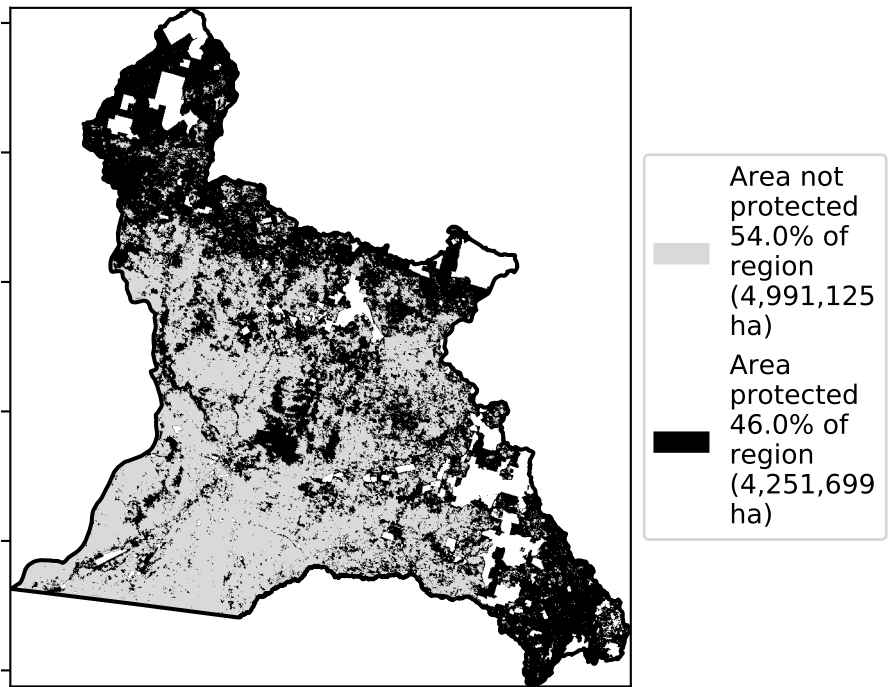 Area not
protected
54.0% of
region
(4,991,125
ha)
Area
protected
46.0% of
region
(4,251,699
ha)